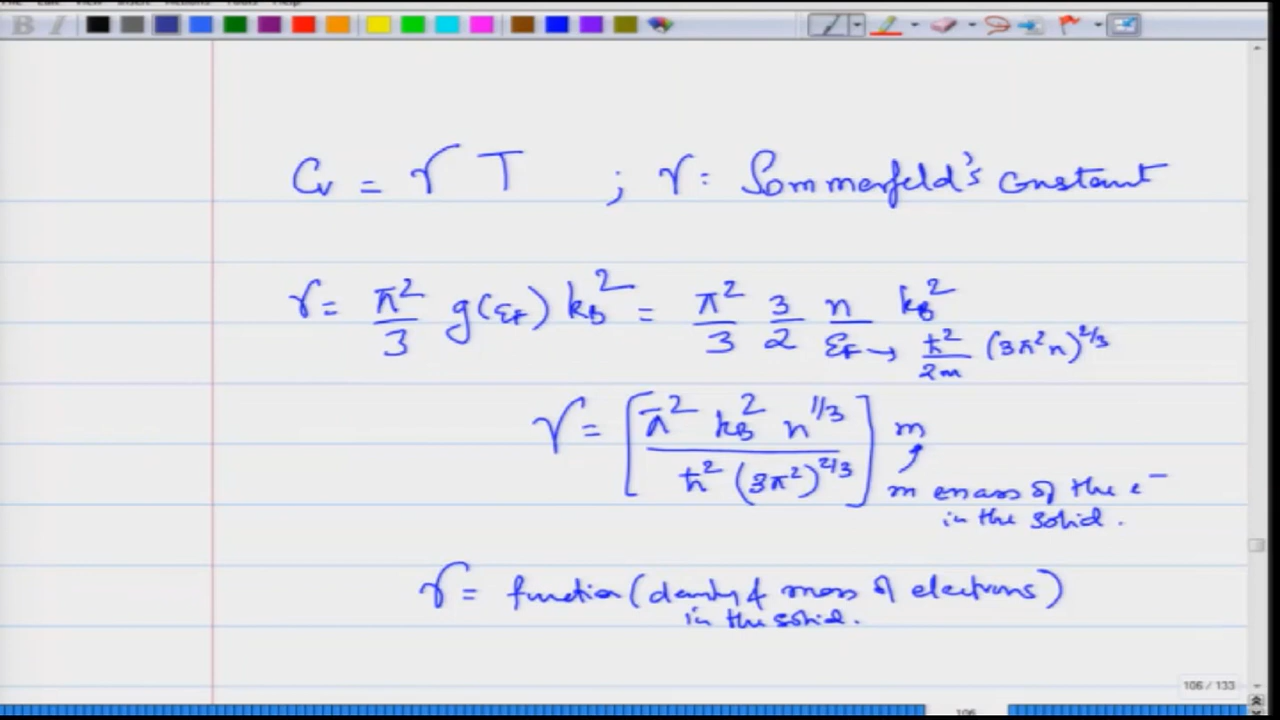 Cv = γ T ; γ : Sommerfeld's constant
γ = π²/3 g(εF) kB² = π²/3 3/2 n/εF kB²
εF → ħ²/2m (3π²n)^2/3
γ = [π² kB² n^1/3 / ħ² (3π²)^2/3] m
m mass of the e⁻
in the solid .
γ = function (density & mass of electrons)
in the solid .
106 / 133
106